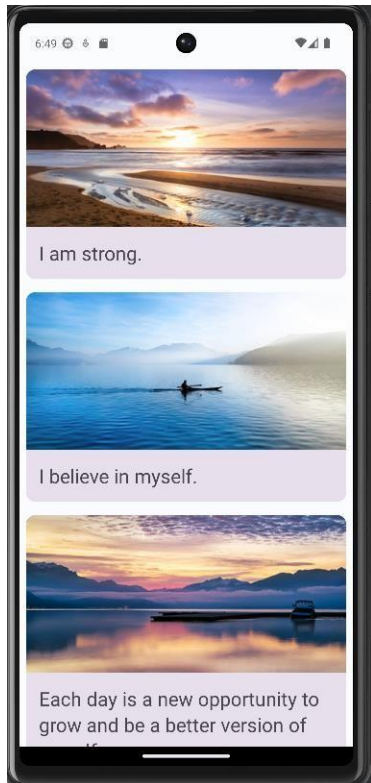 6:49
I am strong.
I believe in myself.
Each day is a new opportunity to
grow and be a better version of